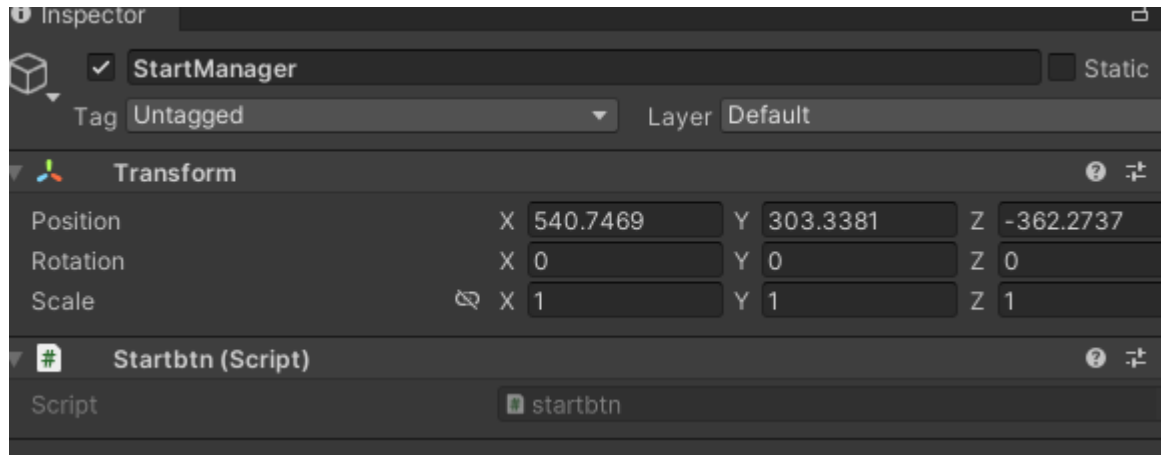 Inspector
StartManager Static
Tag Untagged Layer Default
Transform
Position X 540.7469 Y 303.3381 Z -362.2737
Rotation X 0 Y 0 Z 0
Scale X 1 Y 1 Z 1
# Startbtn (Script)
Script # startbtn